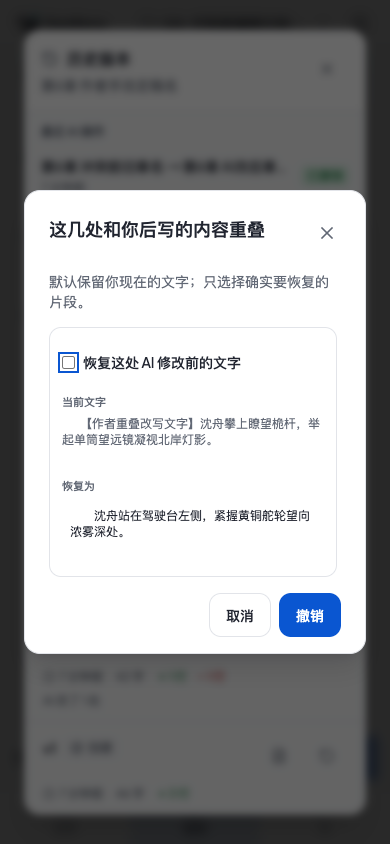 这几处和你后写的内容重叠
默认保留你现在的文字；只选择确实要恢复的
片段。
恢复这处 AI 修改前的文字
当前文字
【作者重叠改写文字】沈舟攀上瞭望桅杆，举
起单筒望远镜凝视北岸灯影。
恢复为
沈舟站在驾驶台左侧，紧握黄铜舵轮望向
浓雾深处。
取消
撤销